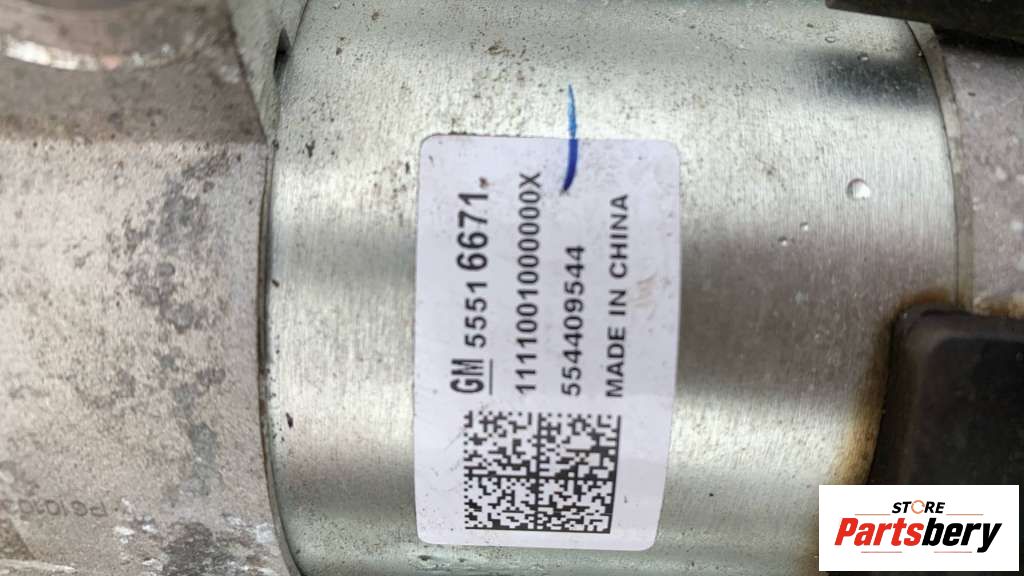 GM 5551 6671
1111001000000X
554409544
MADE IN CHINA
STORE
Partsbery